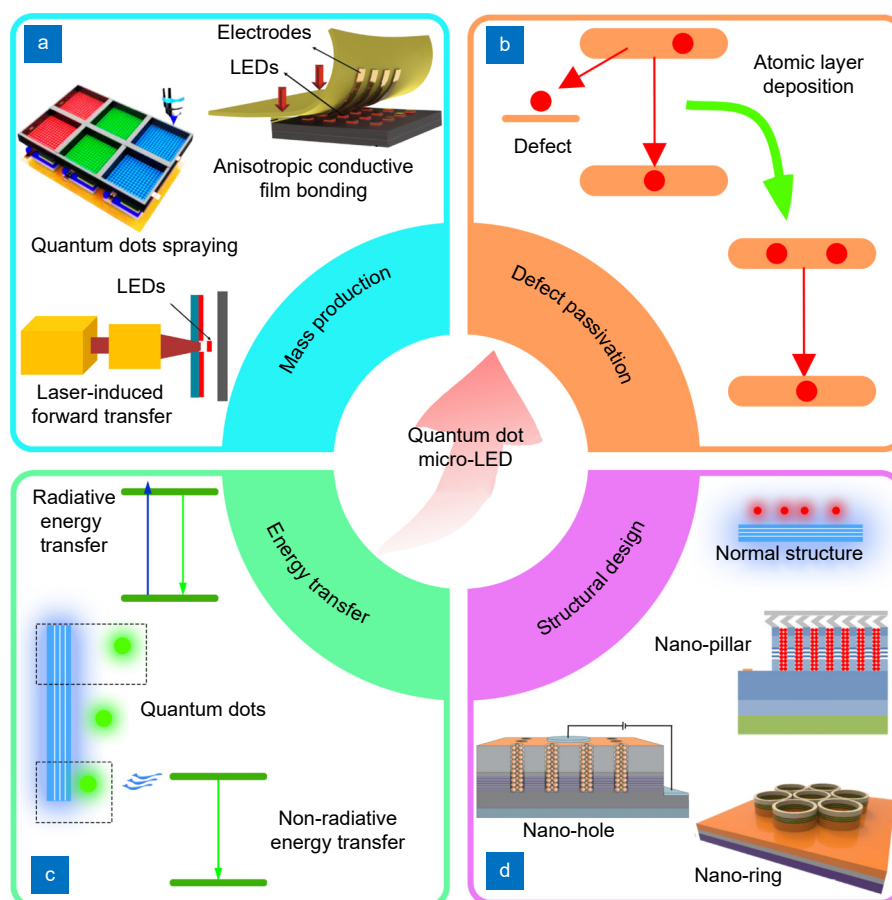 a
Electrodes
LEDs
Anisotropic conductive
film bonding
Quantum dots spraying
LEDs
Laser-induced
forward transfer
Mass production
b
Atomic layer
deposition
Defect
Defect passivation
Quantum dot
micro-LED
Radiative
energy
transfer
Energy transfer
Quantum dots
Non-radiative
energy transfer
c
Structural design
Normal structure
Nano-pillar
Nano-hole
Nano-ring
d